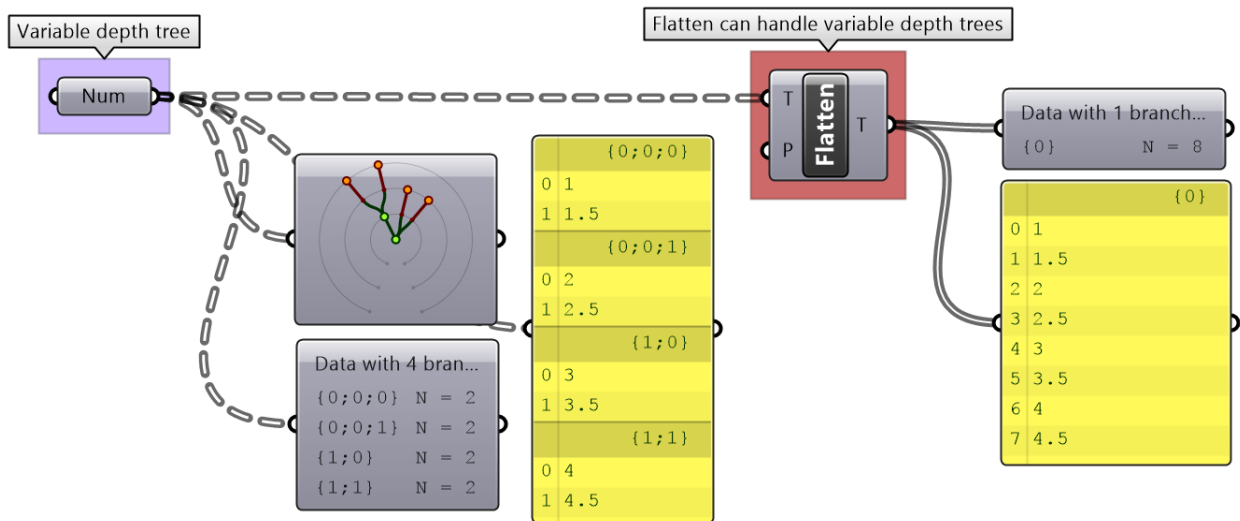 Variable depth tree
Num
Flatten can handle variable depth trees
T
P
Flatten
T
Data with 1 branch...
{0} N = 8
{0;0;0}
0 1
1 1.5
{0;0;1}
0 2
1 2.5
{1;0}
0 3
1 3.5
{1;1}
0 4
1 4.5
Data with 4 bran...
{0;0;0} N = 2
{0;0;1} N = 2
{1;0} N = 2
{1;1} N = 2
{0}
0 1
1 1.5
2 2
3 2.5
4 3
5 3.5
6 4
7 4.5